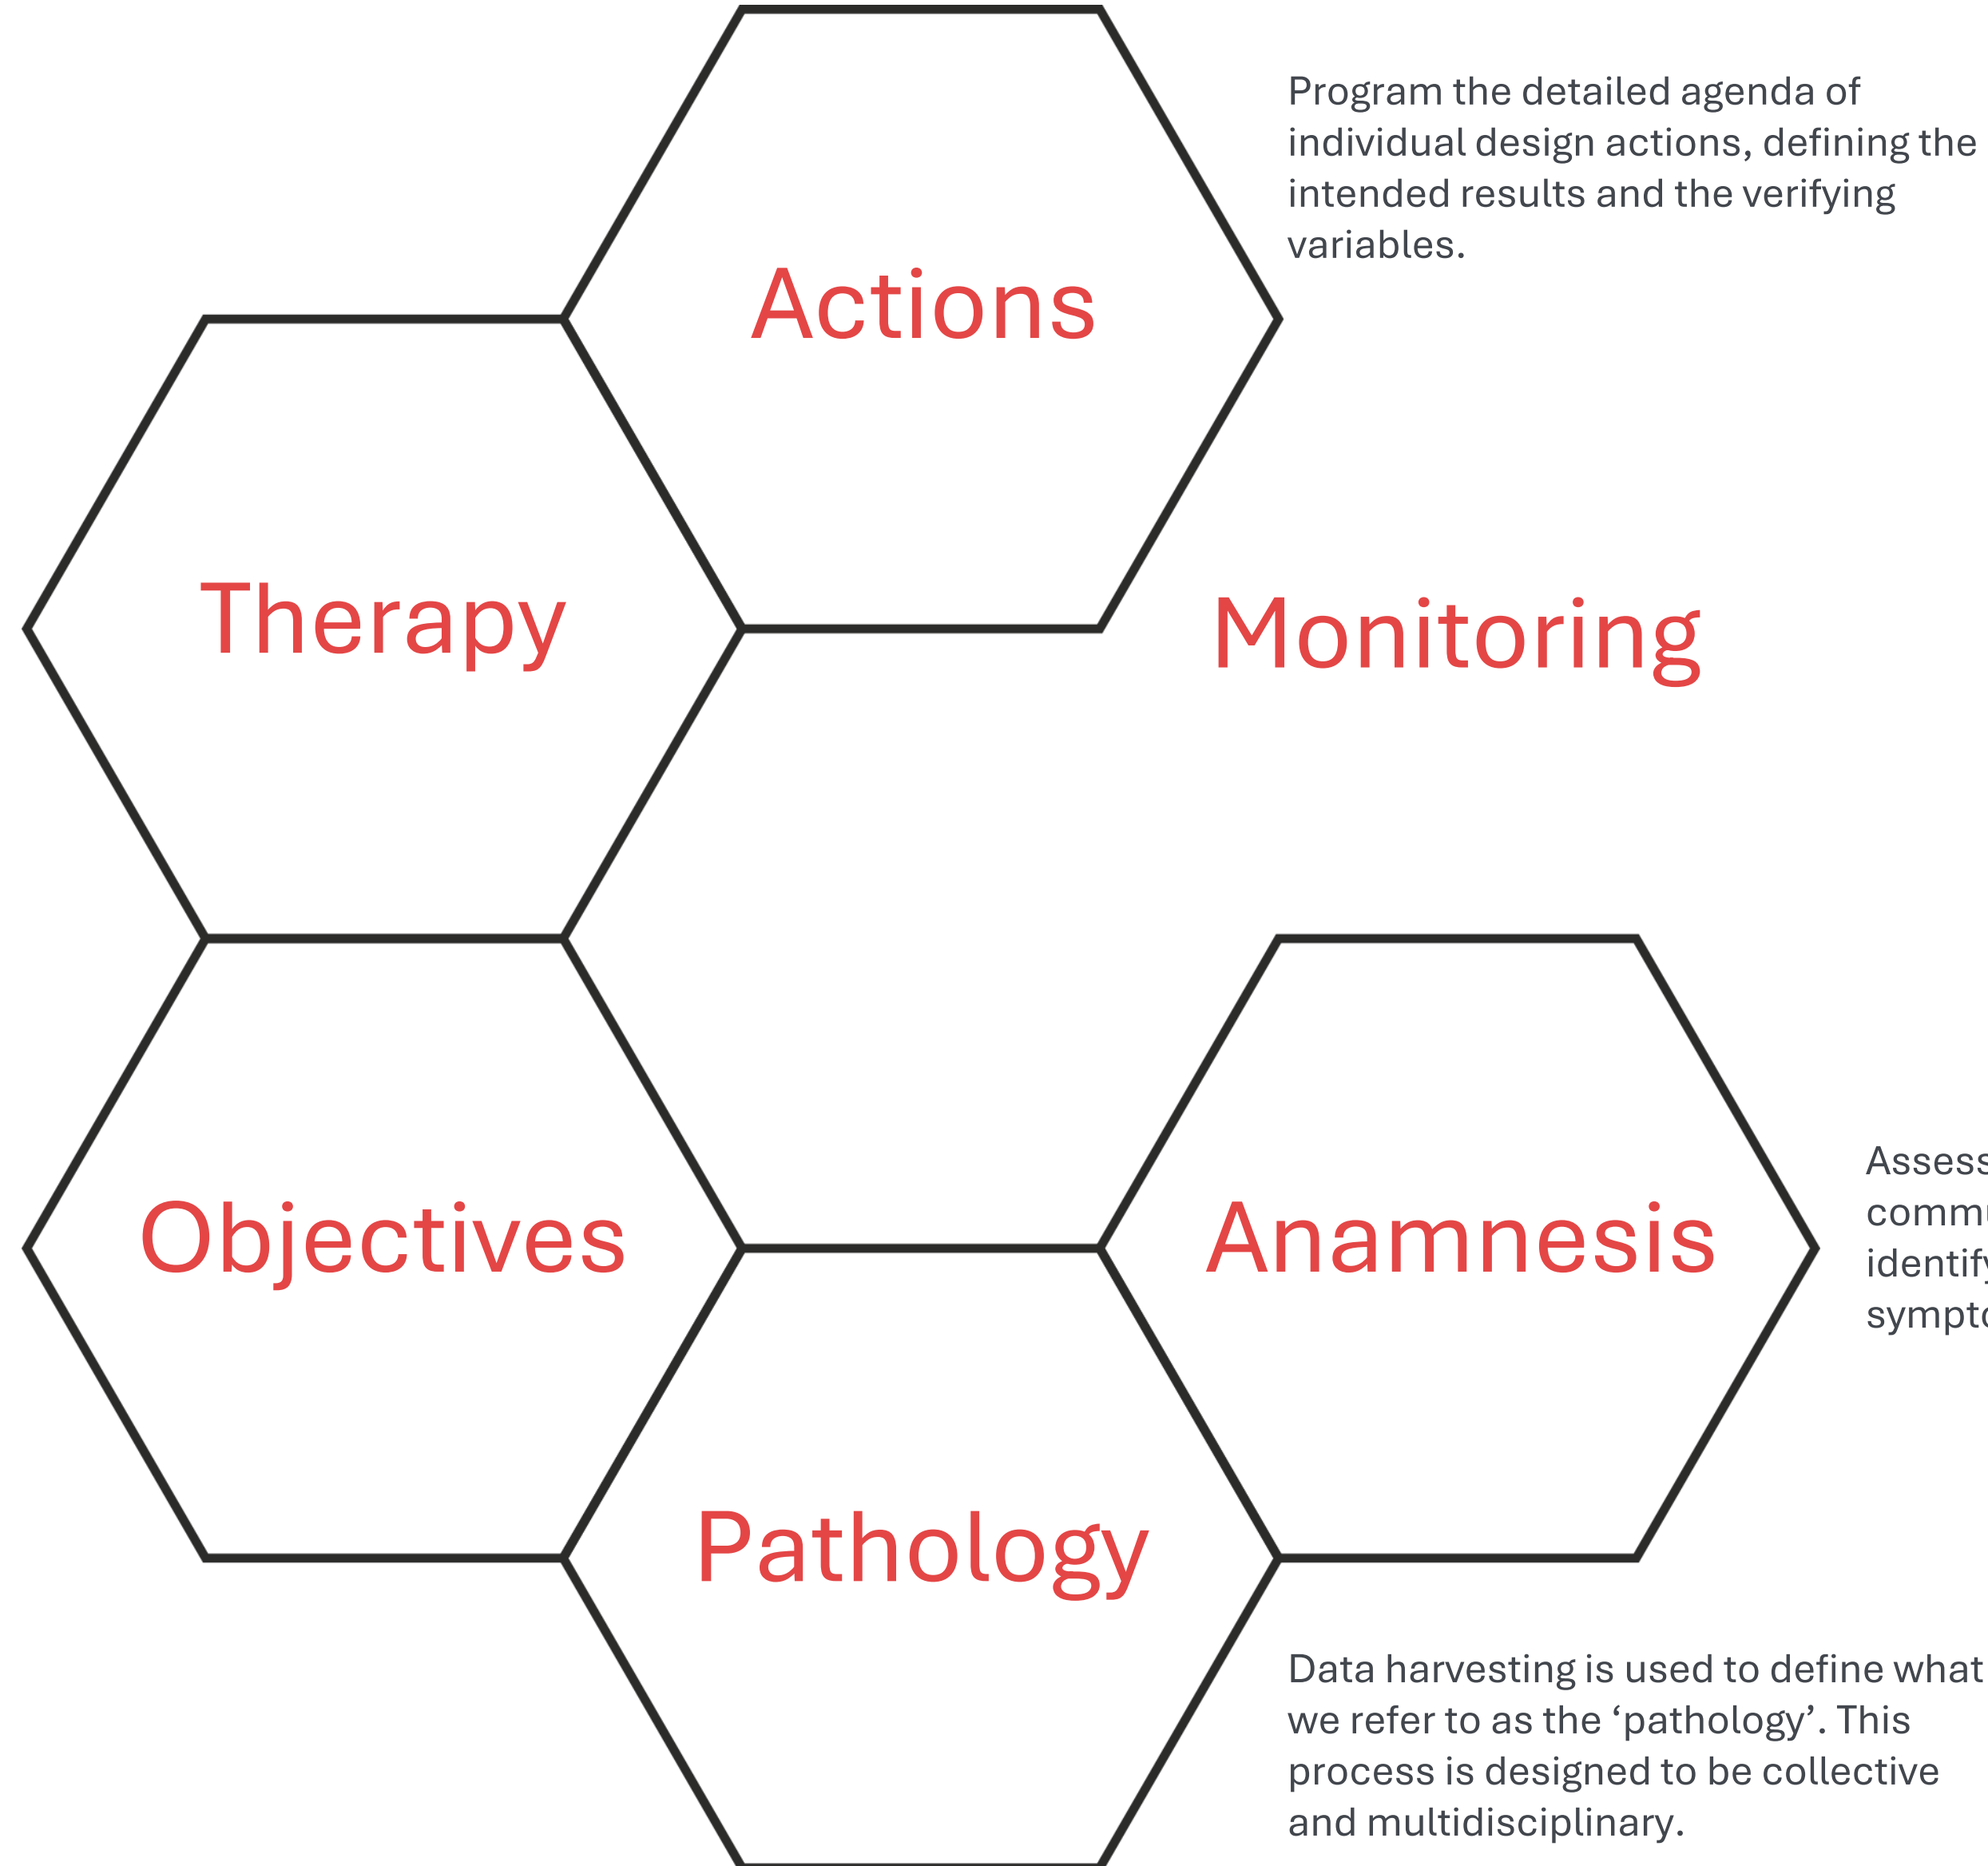 Program the detailed agenda of
individual design actions, defining the
intended results and the verifying
variables.
Actions
Therapy
Monitoring
Objectives
Anamnesis
Pathology
Data harvesting is used to define what
we refer to as the ‘pathology’. This
process is designed to be collective
and multidisciplinary.